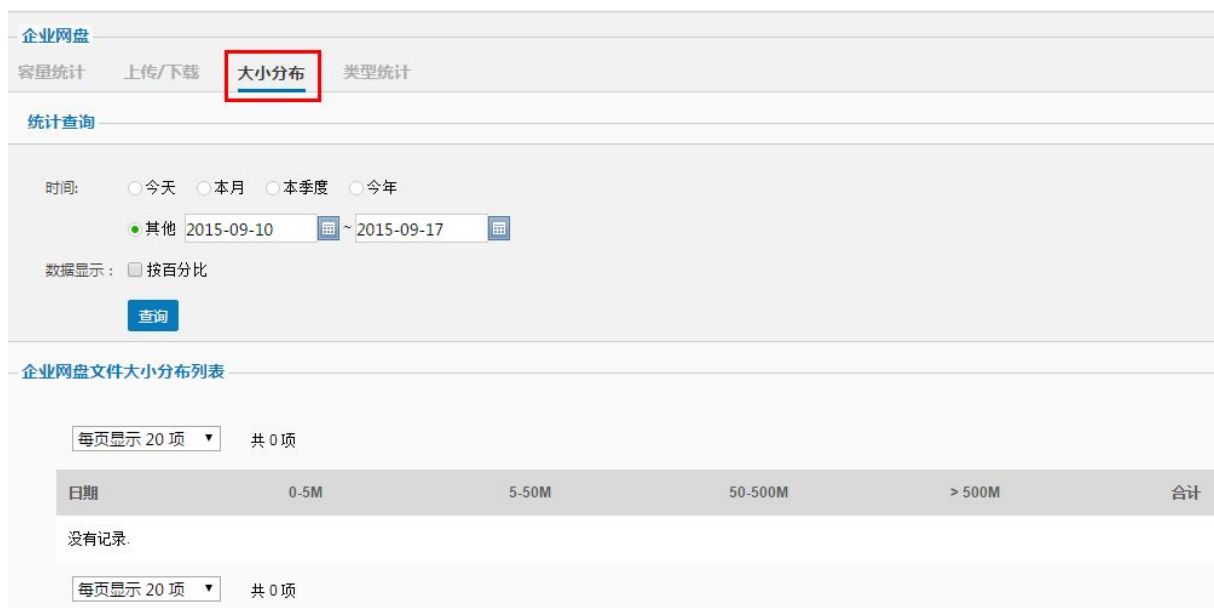 企业网盘
容量统计 上传/下载 大小分布 类型统计
统计查询
时间: 今天 本月 本季度 今年
其他 2015-09-10 ~ 2015-09-17
数据显示： 按百分比
查询
企业网盘文件大小分布列表
每页显示 20 项 共 0 项
日期 0-5M 5-50M 50-500M > 500M 合计
没有记录.
每页显示 20 项 共 0 项